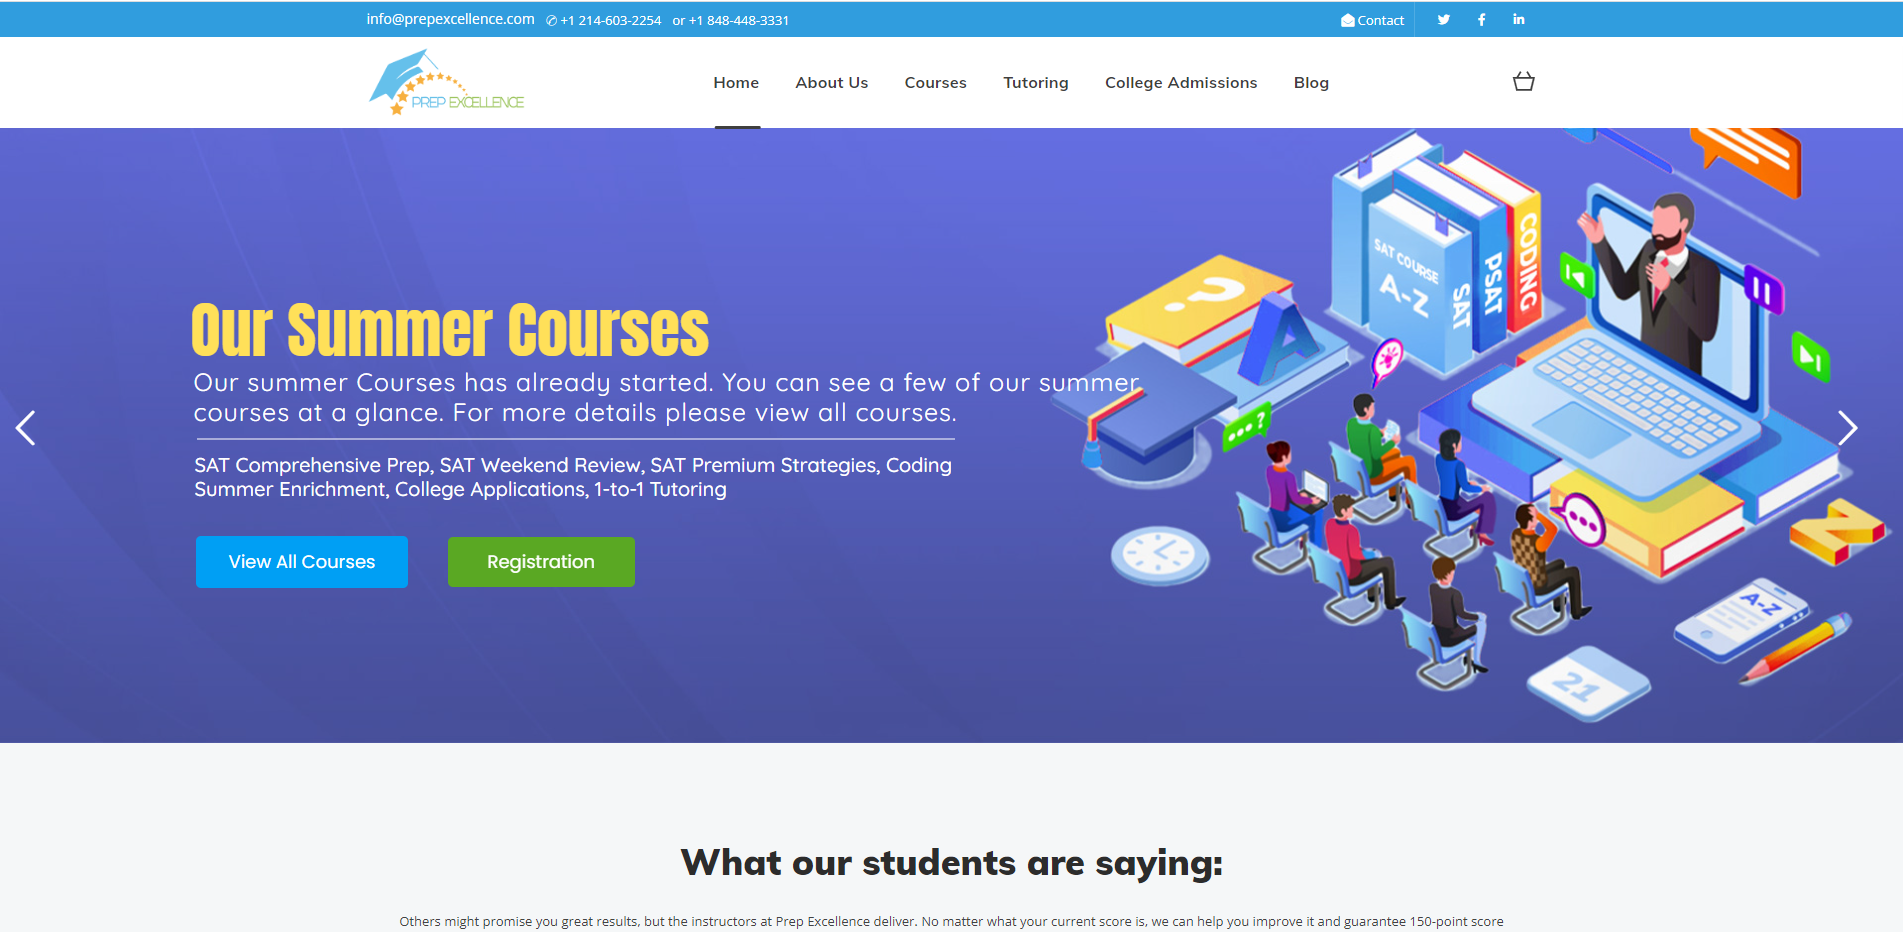 info@prepexcellence.com ✆ +1 214-603-2254 or +1 848-448-3331 Contact
PREP EXCELLENCE
Home About Us Courses Tutoring College Admissions Blog
Our Summer Courses
Our summer Courses has already started. You can see a few of our summer
courses at a glance. For more details please view all courses.
SAT Comprehensive Prep, SAT Weekend Review, SAT Premium Strategies, Coding
Summer Enrichment, College Applications, 1-to-1 Tutoring
View All Courses Registration
SAT COURSE
A-Z
SAT
PSAT
CODING
?
A
...?
Z
A-Z
21
What our students are saying:
Others might promise you great results, but the instructors at Prep Excellence deliver. No matter what your current score is, we can help you improve it and guarantee 150-point score